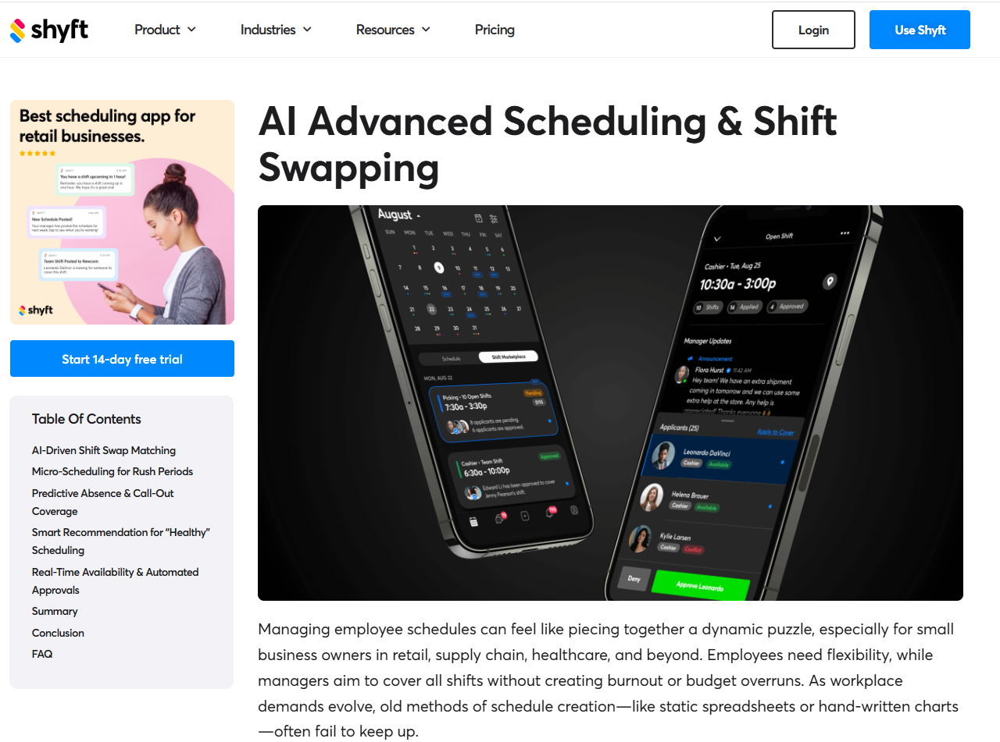 shyft
Product
Industries
Resources
Pricing
Login
Use Shyft
Best scheduling app for
retail businesses.
SHYFT
You have a shift upcoming in 1 hour!
Reminder, you have a shift coming up in
one hour. We hope it's a good one!
SHYFT
New Schedule Posted!
Your manager has posted the schedule for
next week, tap to see when you're working!
SHYFT
Team Shift Posted to Newcom
Leonardo DaVinci is looking for someone to
cover this shift.
shyft
Start 14-day free trial
Table Of Contents
AI-Driven Shift Swap Matching
Micro-Scheduling for Rush Periods
Predictive Absence & Call-Out
Coverage
Smart Recommendation for “Healthy”
Scheduling
Real-Time Availability & Automated
Approvals
Summary
Conclusion
FAQ
AI Advanced Scheduling & Shift
Swapping
August
SUN MON TUE WED THU FRI SAT
1 2 3 4 5 6
7 8 9 10 11 12 13
14 15 16 17 18 19 20
21 22 23 24 25 26 27
28 29 30 31
Schedule
Shift Marketplace
MON, AUG 22
Picking • 10 Open Shifts
Pending
7:30a - 3:30p
$115
8 applicants are pending.
6 applicants are approved.
Cashier • Team Shift
Approved
6:30a - 10:00p
Edward Li has been approved to cover
Jenny Pearson's shift.
Open Shift
Cashier • Tue, Aug 25
10:30a - 3:00p
10 Shifts
14 Applied
4 Approved
Manager Updates
Announcement
Flora Hurst 11:42 AM
Hey team! We have an extra shipment
coming in tomorrow and we can use some
extra help at the store. Any help is
appreciated! Thanks everyone
Applicants (25)
Apply to Cover
Leonardo DaVinci
Cashier Available
Helena Brauer
Cashier Available
Kylie Larsen
Cashier Conflict
Deny
Approve Leonardo
Managing employee schedules can feel like piecing together a dynamic puzzle, especially for small
business owners in retail, supply chain, healthcare, and beyond. Employees need flexibility, while
managers aim to cover all shifts without creating burnout or budget overruns. As workplace
demands evolve, old methods of schedule creation—like static spreadsheets or hand-written charts
—often fail to keep up.